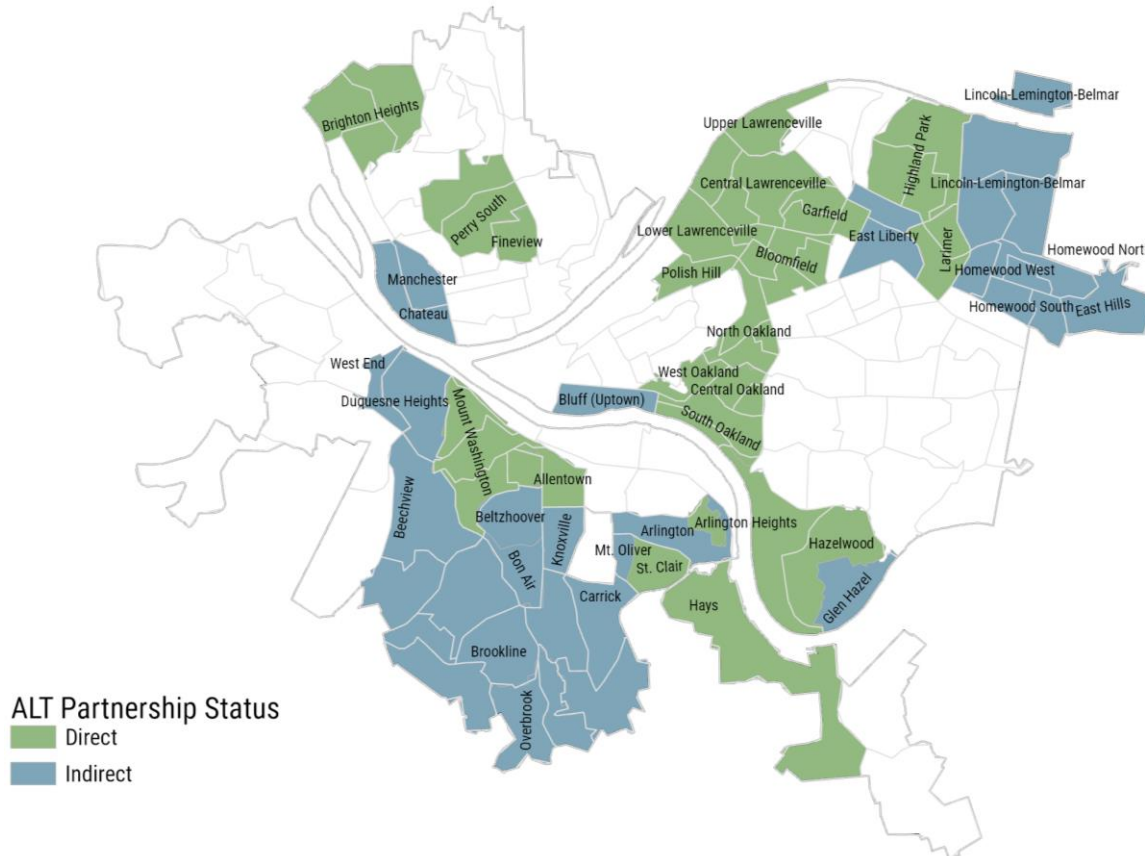 Lincoln-Lemington-Belmar
Brighton Heights
Upper Lawrenceville
Highland Park
Central Lawrenceville
Lincoln-Lemington-Belmar
Perry South
Garfield
Fineview
Lower Lawrenceville
East Liberty
Larimer
Bloomfield
Homewood Nort
Polish Hill
Homewood West
Manchester
Homewood South
East Hills
Chateau
North Oakland
West End
West Oakland
Central Oakland
Duquesne Heights
Bluff (Uptown)
South Oakland
Mount Washington
Allentown
Beechview
Beltzhoover
Knoxville
Arlington
Arlington Heights
Hazelwood
Mt. Oliver
St. Clair
Bon Air
Carrick
Hays
Glen Hazel
Brookline
Overbrook
ALT Partnership Status
Direct
Indirect